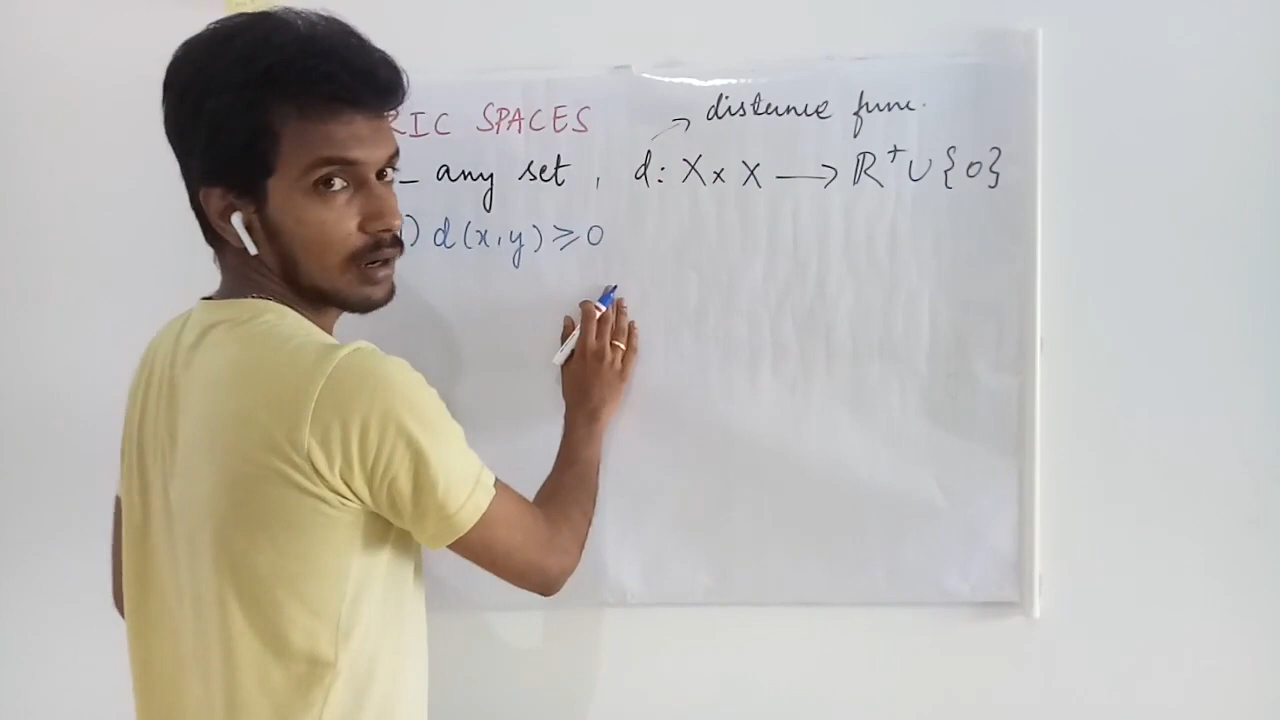 RIC SPACES
distance func.
– any set , d: X x X ⟶ ℝ⁺ ∪ {0}
) d(x,y) ≥ 0